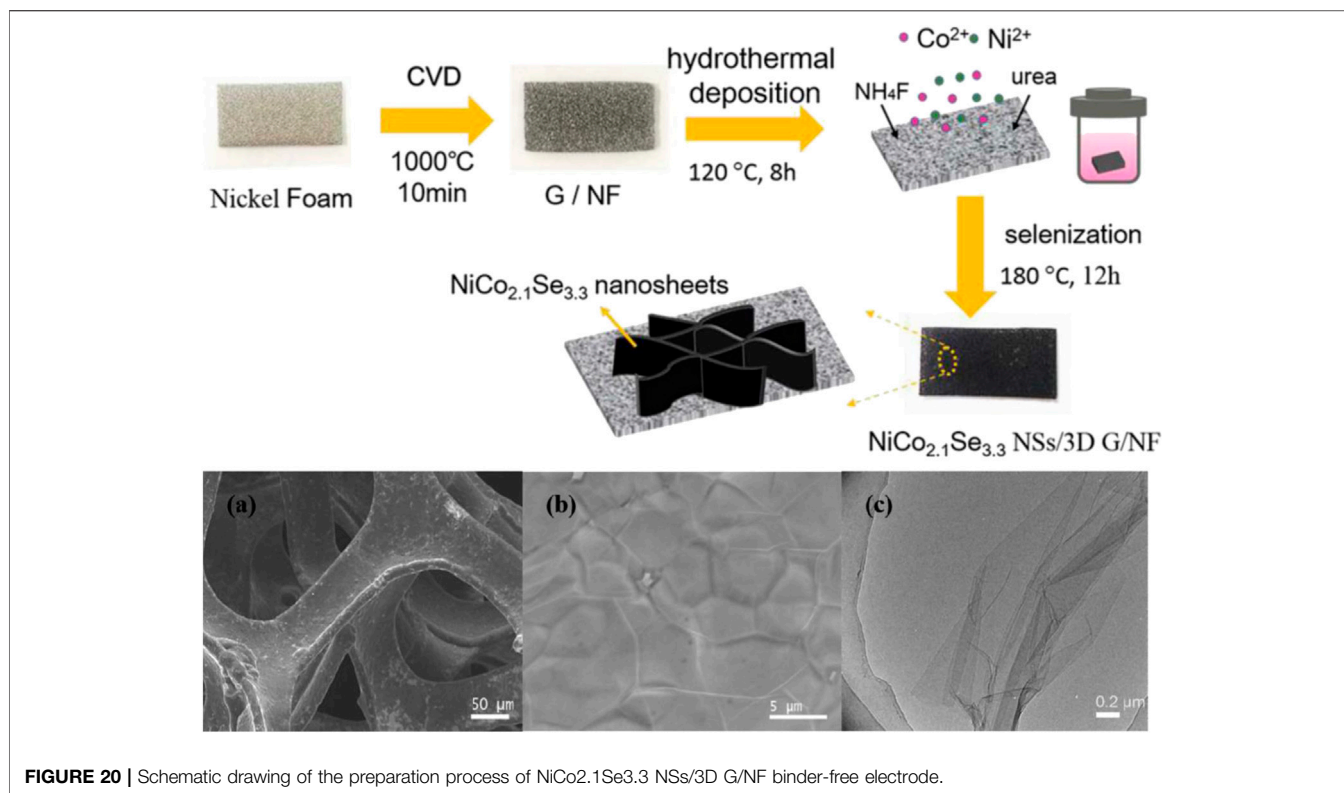 CVD
1000℃
10min
Nickel Foam
G / NF
hydrothermal
deposition
120 °C, 8h
Co²⁺ Ni²⁺
NH₄F
urea
selenization
180 °C, 12h
NiCo₂.₁Se₃.₃ nanosheets
NiCo₂.₁Se₃.₃ NSs/3D G/NF
(a)
50 μm
(b)
5 μm
(c)
0.2 μm
FIGURE 20 | Schematic drawing of the preparation process of NiCo2.1Se3.3 NSs/3D G/NF binder-free electrode.